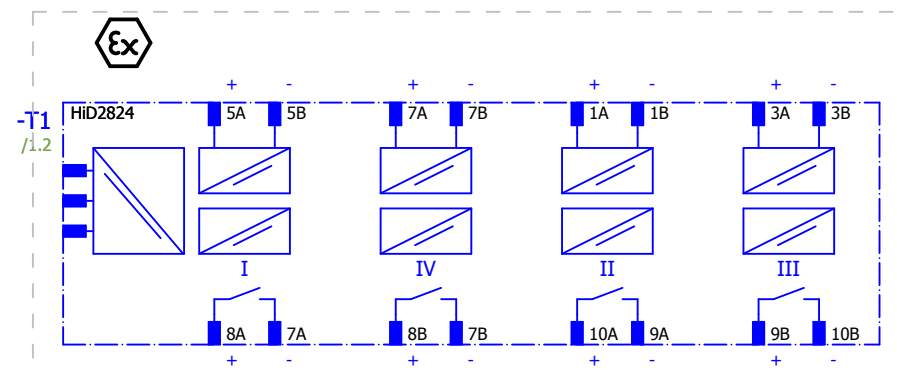 Ex
+ - + - + - + -
-T1 HiD2824 5A 5B 7A 7B 1A 1B 3A 3B
/1.2
I IV II III
8A 7A 8B 7B 10A 9A 9B 10B
+ - + - + - + -